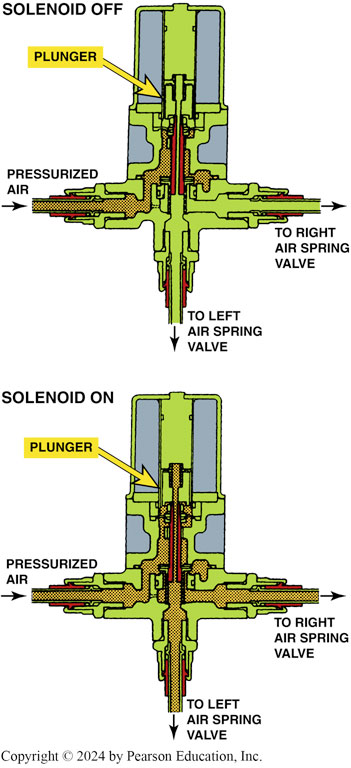 SOLENOID OFF
PLUNGER
PRESSURIZED
AIR
TO RIGHT
AIR SPRING
VALVE
TO LEFT
AIR SPRING
VALVE
SOLENOID ON
PLUNGER
PRESSURIZED
AIR
TO RIGHT
AIR SPRING
VALVE
TO LEFT
AIR SPRING
VALVE
Copyright © 2024 by Pearson Education, Inc.